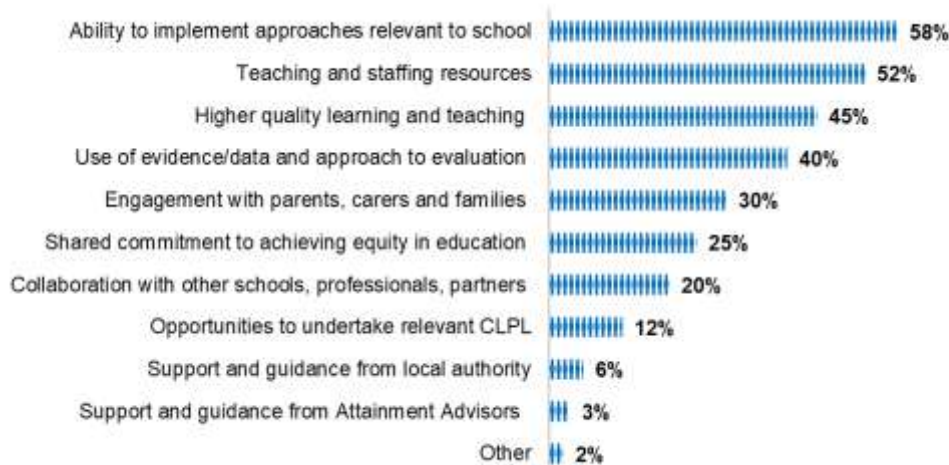 Ability to implement approaches relevant to school 58%
Teaching and staffing resources 52%
Higher quality learning and teaching 45%
Use of evidence/data and approach to evaluation 40%
Engagement with parents, carers and families 30%
Shared commitment to achieving equity in education 25%
Collaboration with other schools, professionals, partners 20%
Opportunities to undertake relevant CLPL 12%
Support and guidance from local authority 6%
Support and guidance from Attainment Advisors 3%
Other 2%